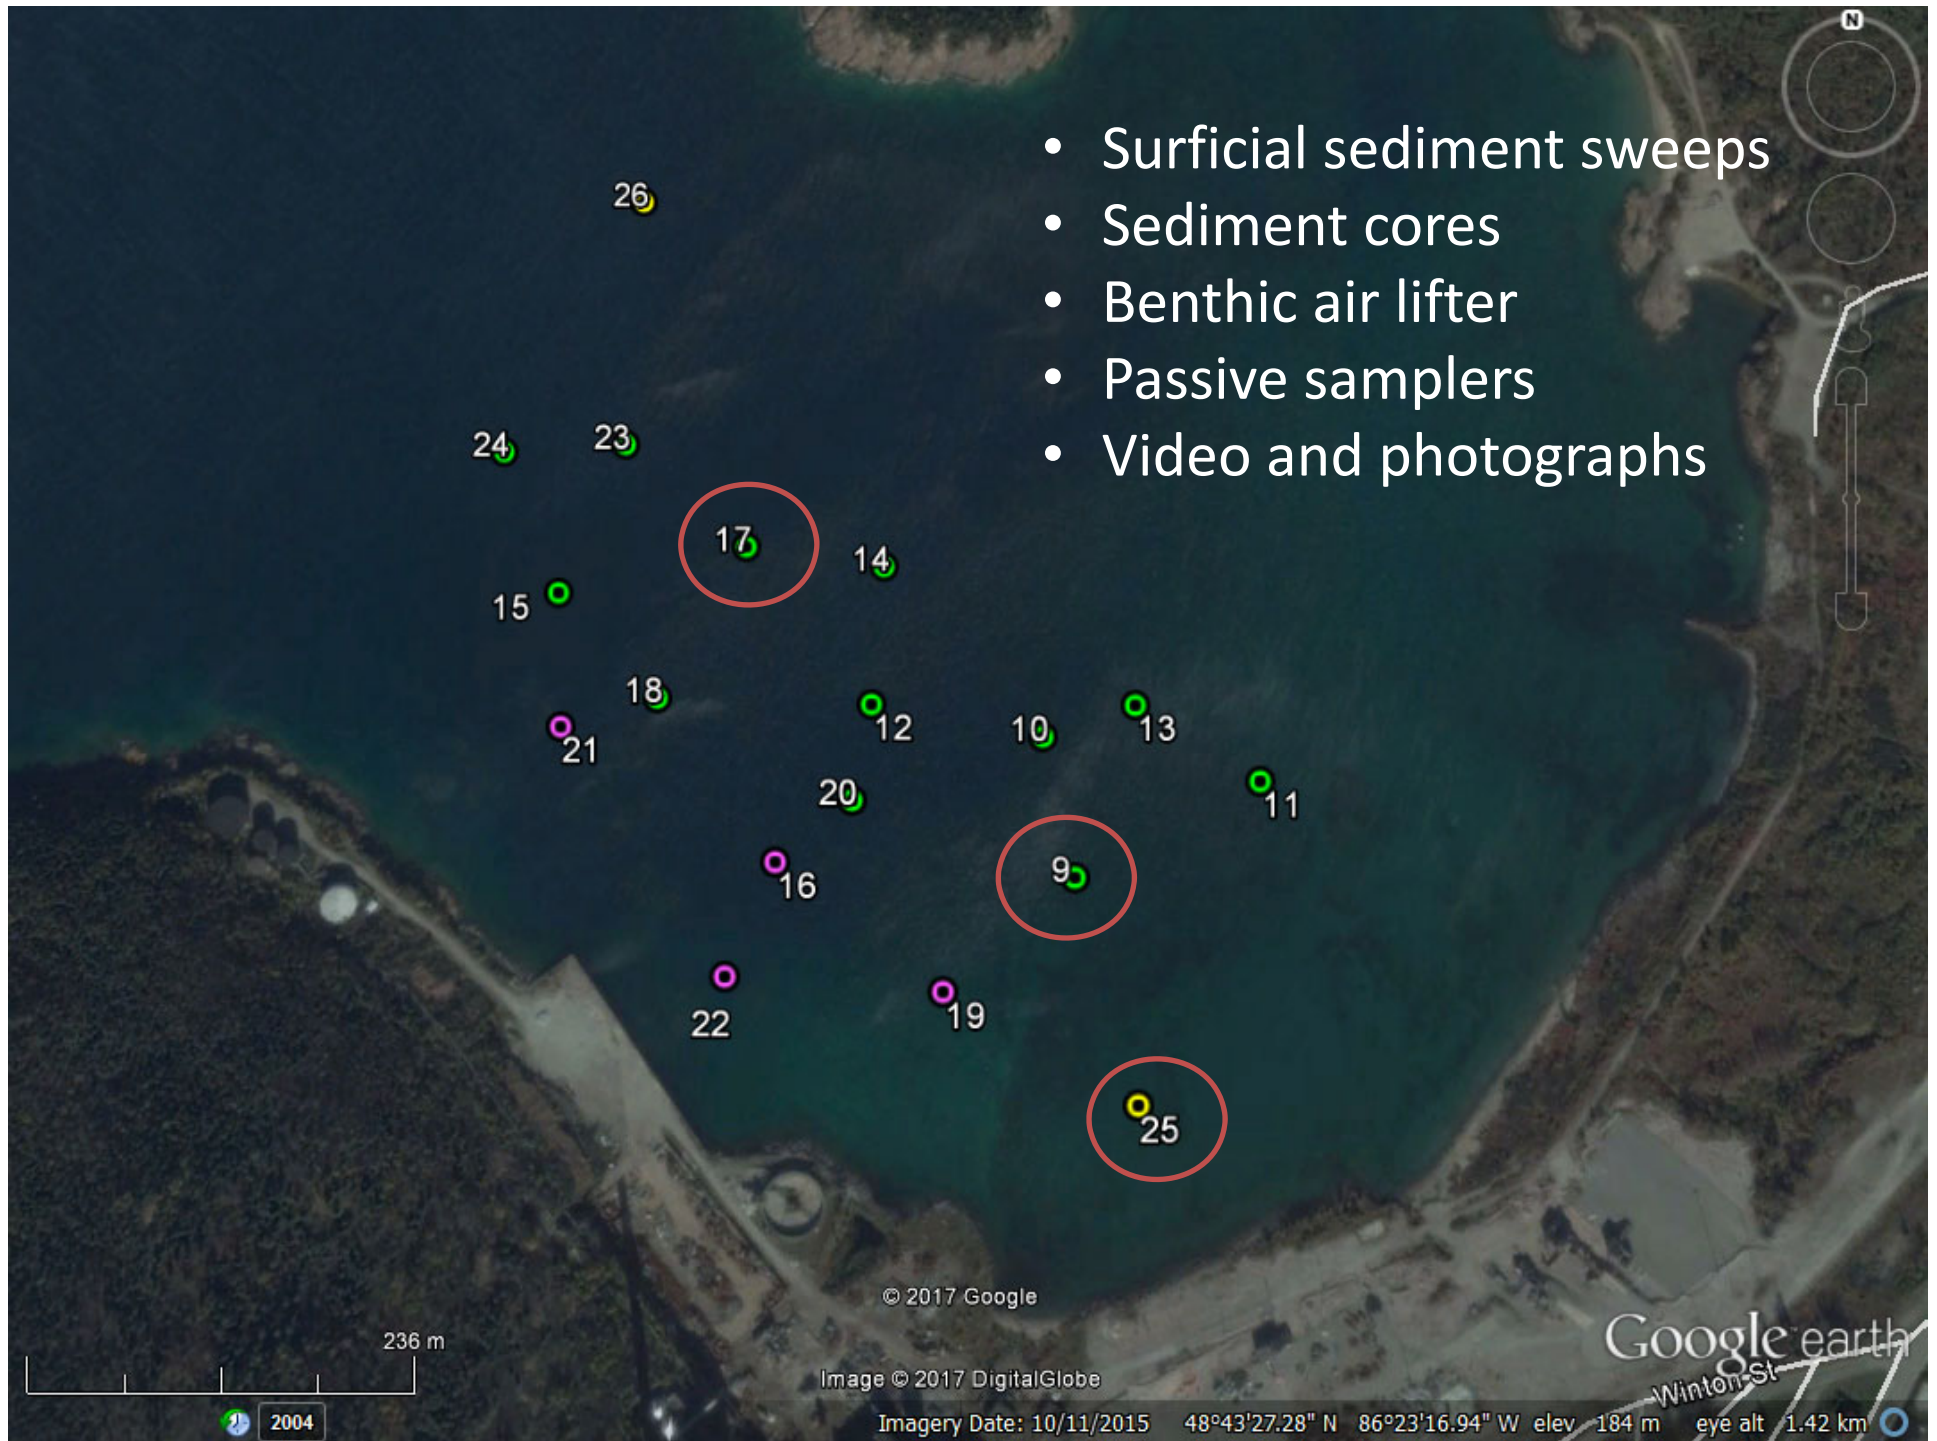 N
• Surficial sediment sweeps
• Sediment cores
• Benthic air lifter
• Passive samplers
• Video and photographs
26
24
23
17
14
15
18
21
12
10
13
20
11
16
9
22
19
25
© 2017 Google
236 m
Google earth
Image © 2017 DigitalGlobe
Winton St
2004
Imagery Date: 10/11/2015 48°43'27.28" N 86°23'16.94" W elev 184 m eye alt 1.42 km